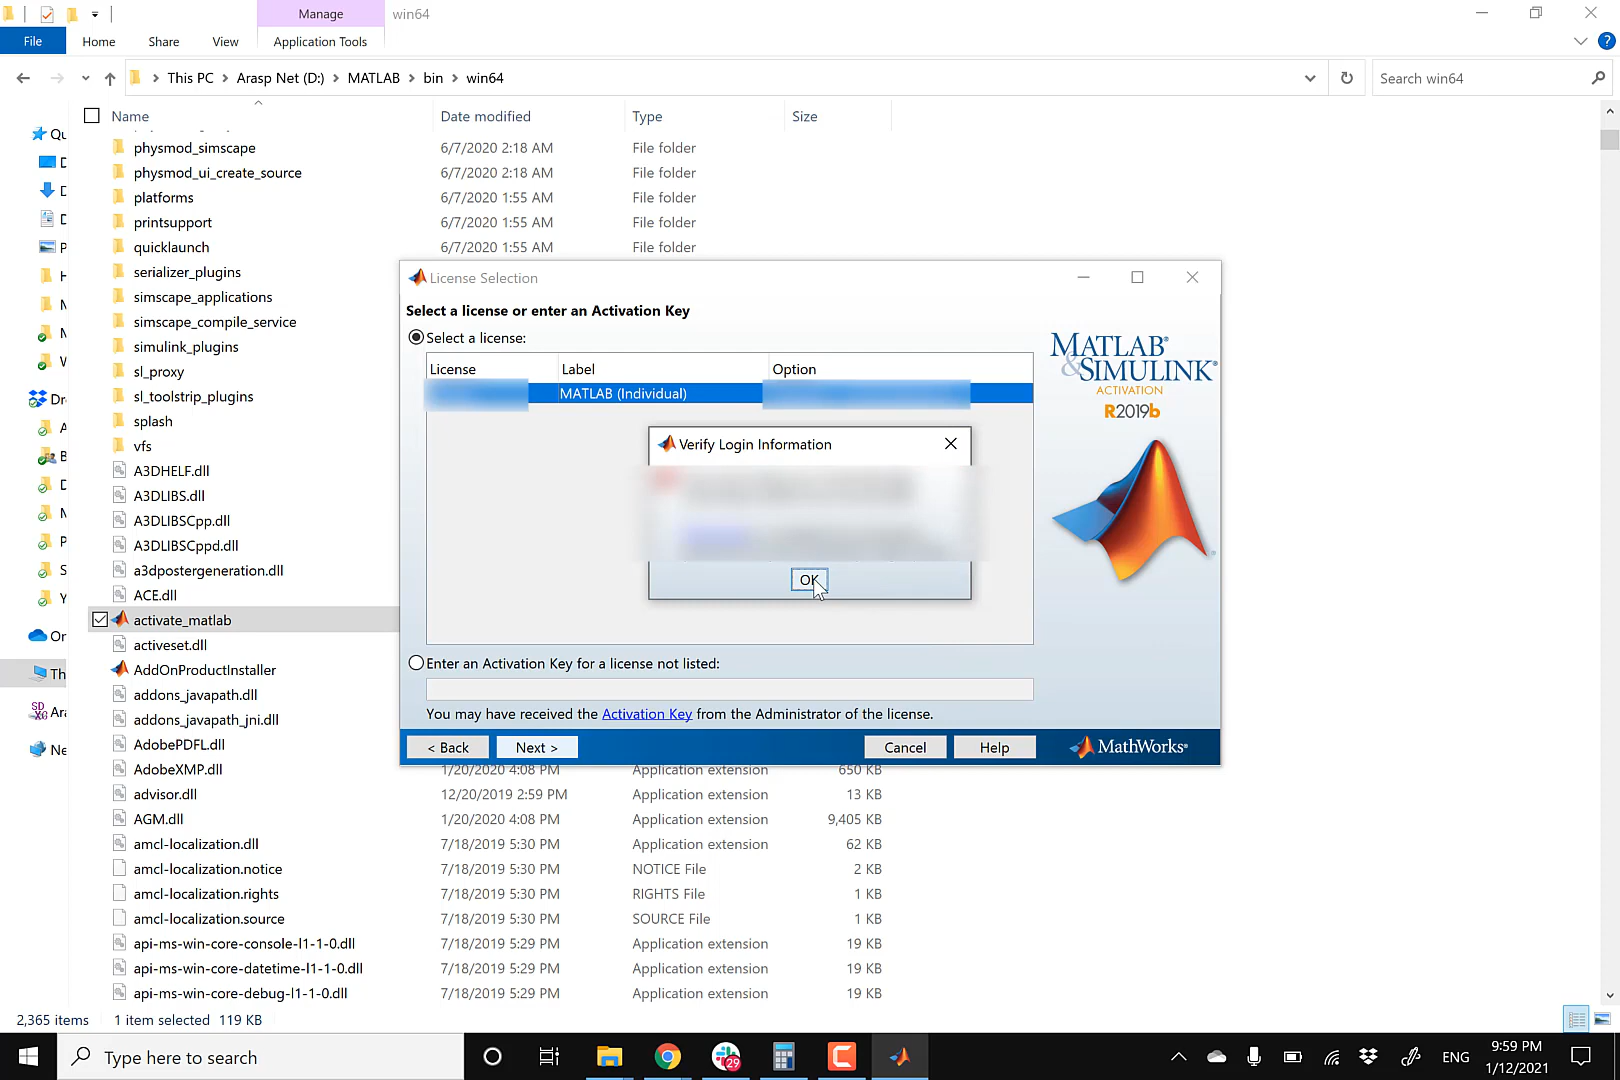 Manage
win64
File
Home
Share
View
Application Tools
This PC > Arasp Net (D:) > MATLAB > bin > win64
Search win64
Name
Date modified
Type
Size
physmod_simscape 6/7/2020 2:18 AM File folder
physmod_ui_create_source 6/7/2020 2:18 AM File folder
platforms 6/7/2020 1:55 AM File folder
printsupport 6/7/2020 1:55 AM File folder
quicklaunch 6/7/2020 1:55 AM File folder
serializer_plugins
simscape_applications
simscape_compile_service
simulink_plugins
sl_proxy
sl_toolstrip_plugins
splash
vfs
A3DHELF.dll
A3DLIBS.dll
A3DLIBSCpp.dll
A3DLIBSCppd.dll
a3dpostergeneration.dll
ACE.dll
activate_matlab
activeset.dll
AddOnProductInstaller
addons_javapath.dll
addons_javapath_jni.dll
AdobePDFL.dll
AdobeXMP.dll 1/20/2020 4:08 PM Application extension 650 KB
advisor.dll 12/20/2019 2:59 PM Application extension 13 KB
AGM.dll 1/20/2020 4:08 PM Application extension 9,405 KB
amcl-localization.dll 7/18/2019 5:30 PM Application extension 62 KB
amcl-localization.notice 7/18/2019 5:30 PM NOTICE File 2 KB
amcl-localization.rights 7/18/2019 5:30 PM RIGHTS File 1 KB
amcl-localization.source 7/18/2019 5:30 PM SOURCE File 1 KB
api-ms-win-core-console-l1-1-0.dll 7/18/2019 5:29 PM Application extension 19 KB
api-ms-win-core-datetime-l1-1-0.dll 7/18/2019 5:29 PM Application extension 19 KB
api-ms-win-core-debug-l1-1-0.dll 7/18/2019 5:29 PM Application extension 19 KB
License Selection
Select a license or enter an Activation Key
Select a license:
License Label Option
MATLAB (Individual)
Verify Login Information
OK
Enter an Activation Key for a license not listed:
You may have received the Activation Key from the Administrator of the license.
< Back
Next >
Cancel
Help
MathWorks®
MATLAB®
&SIMULINK®
ACTIVATION
R2019b
2,365 items 1 item selected 119 KB
Type here to search
29
ENG
9:59 PM
1/12/2021